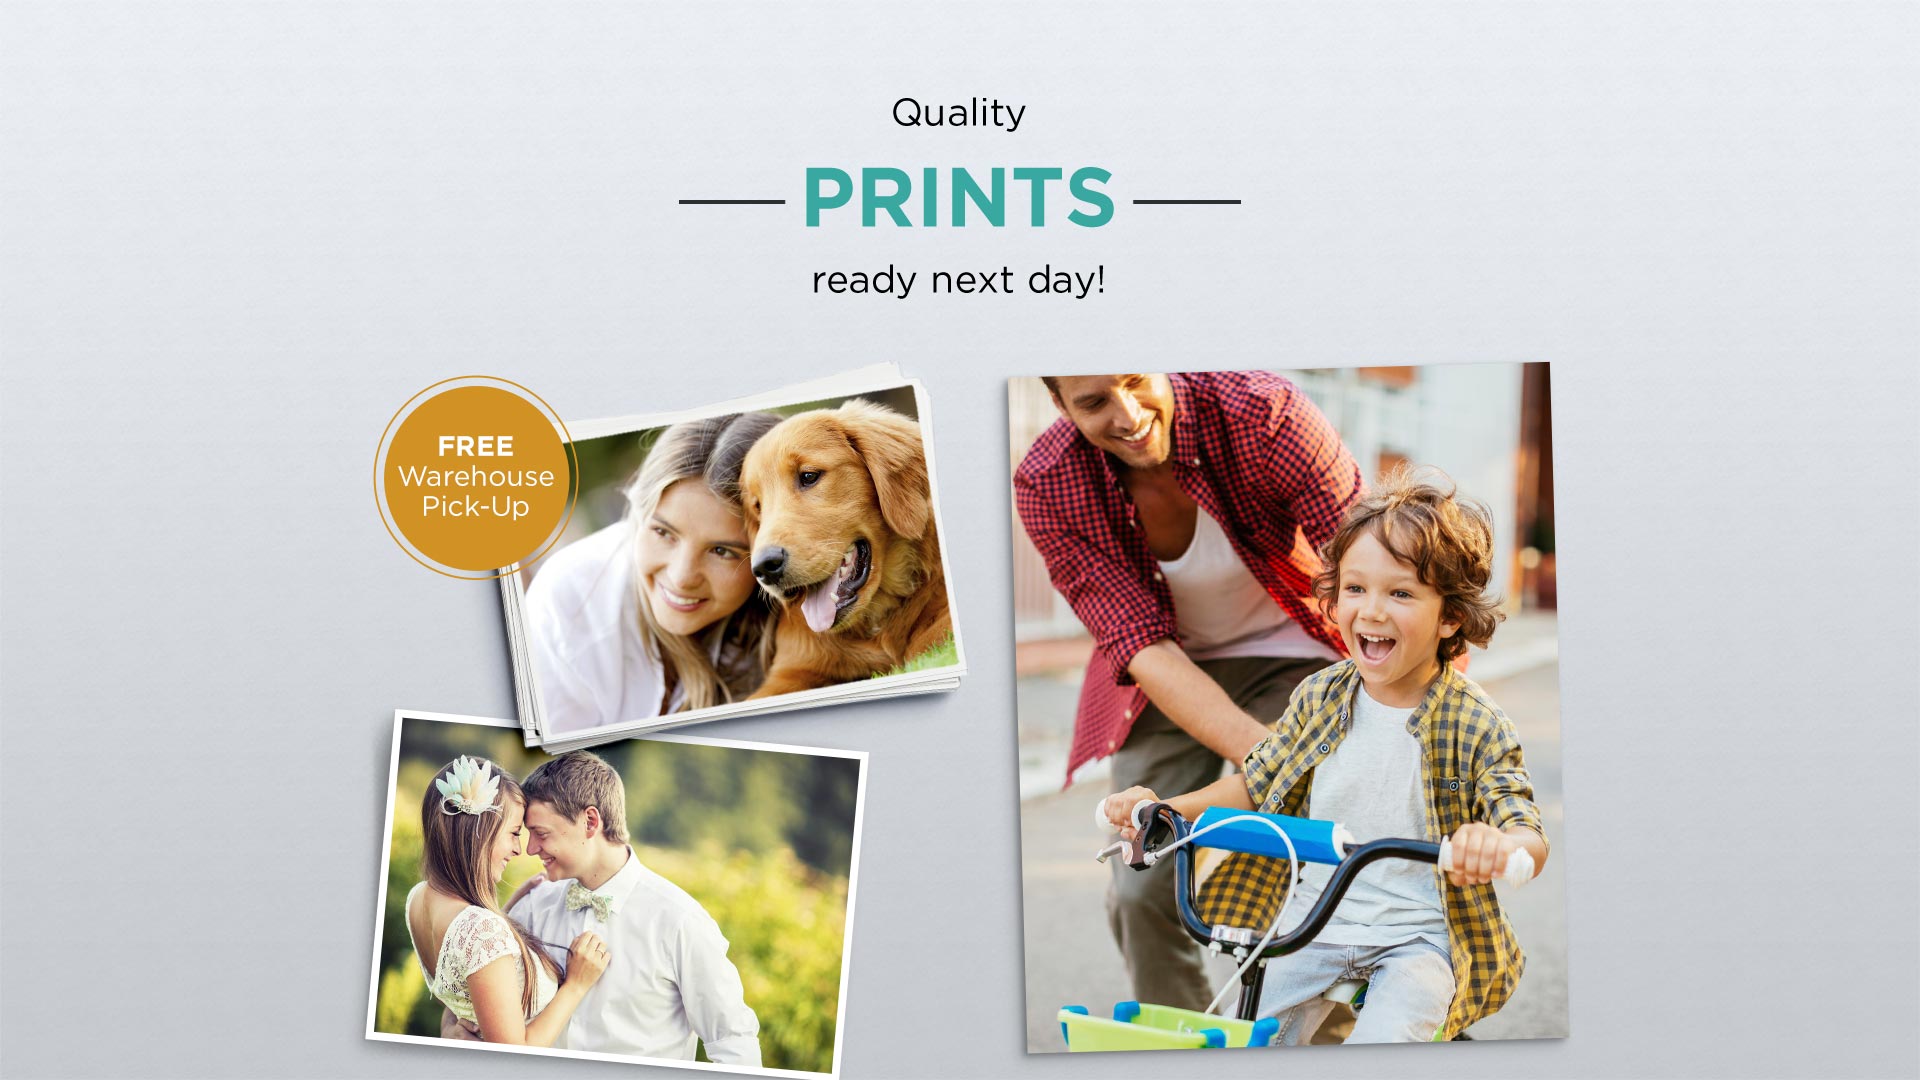 Quality
PRINTS
ready next day!
FREE
Warehouse
Pick-Up